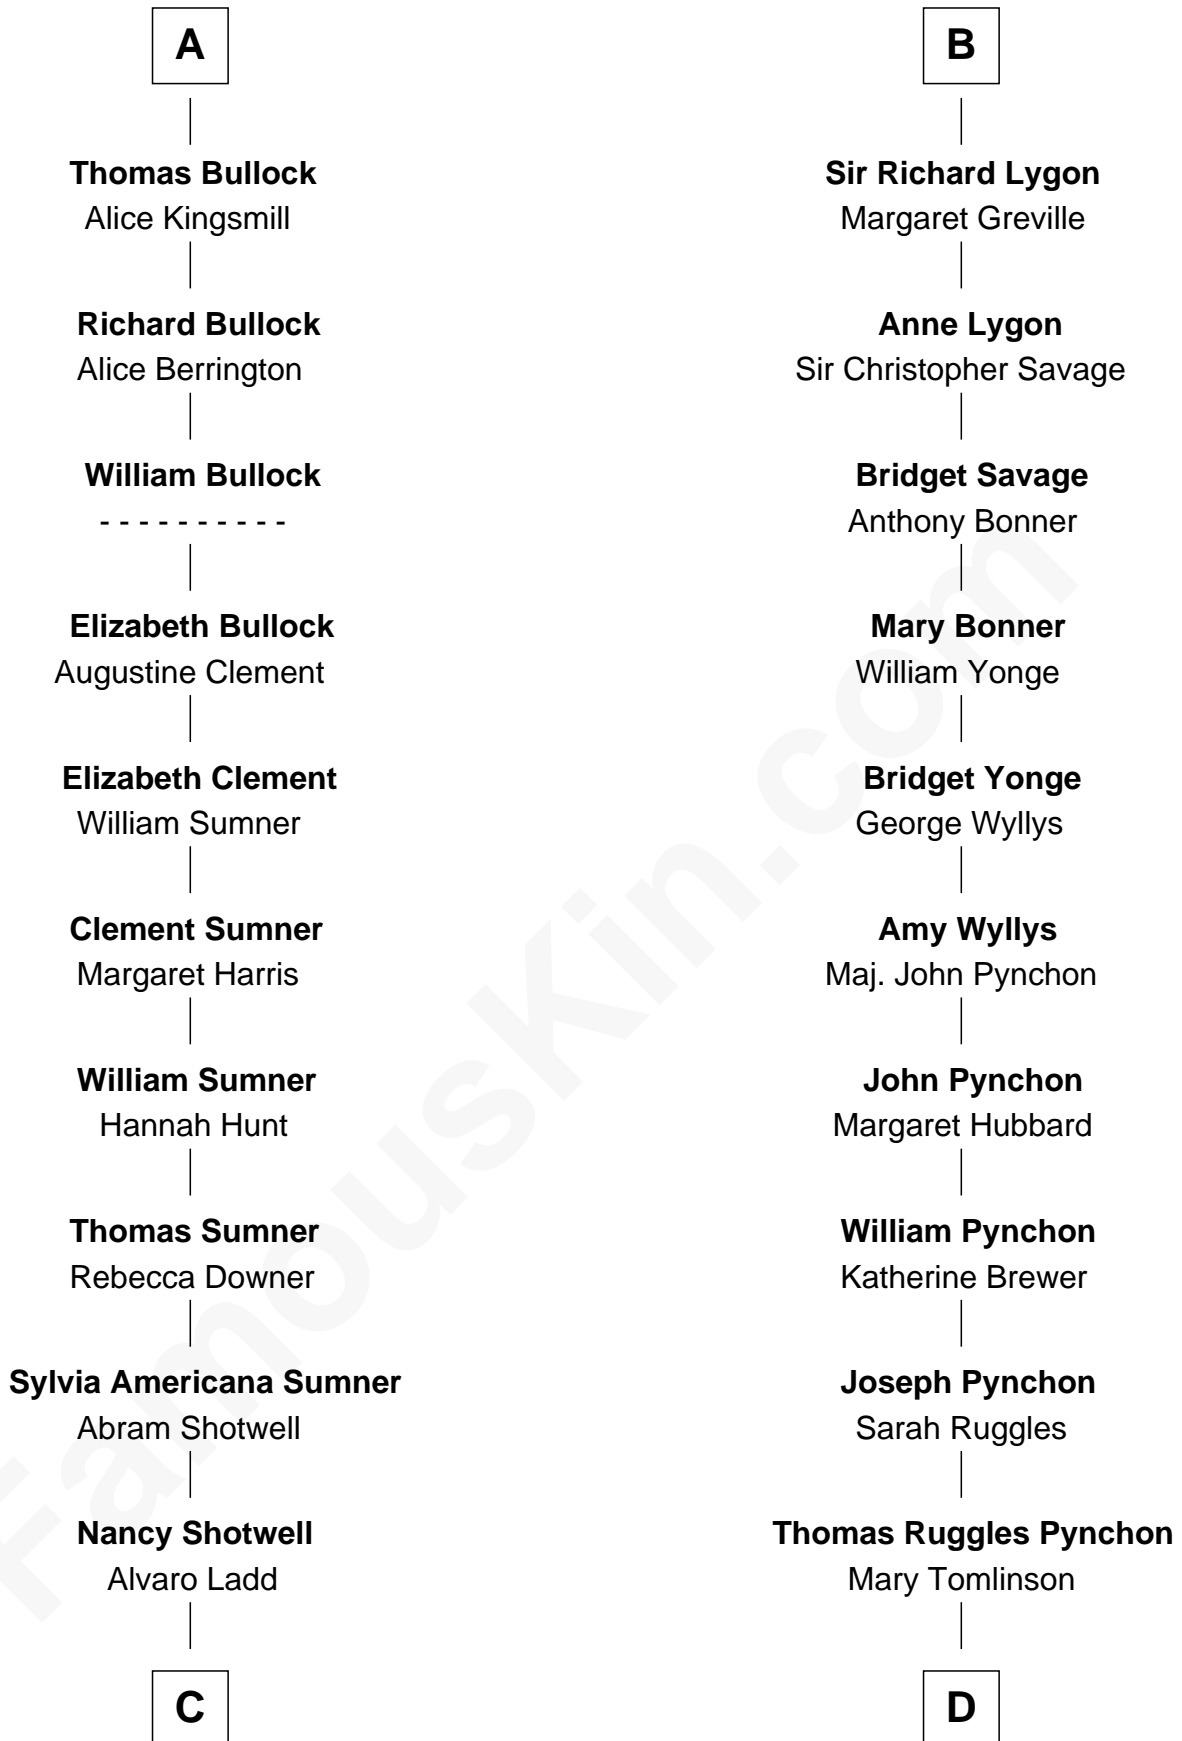 A
Thomas Bullock
Alice Kingsmill
Richard Bullock
Alice Berrington
William Bullock
- - - - - - - - - -
Elizabeth Bullock
Augustine Clement
Elizabeth Clement
William Sumner
Clement Sumner
Margaret Harris
William Sumner
Hannah Hunt
Thomas Sumner
Rebecca Downer
Sylvia Americana Sumner
Abram Shotwell
Nancy Shotwell
Alvaro Ladd
C
B
Sir Richard Lygon
Margaret Greville
Anne Lygon
Sir Christopher Savage
Bridget Savage
Anthony Bonner
Mary Bonner
William Yonge
Bridget Yonge
George Wyllys
Amy Wyllys
Maj. John Pynchon
John Pynchon
Margaret Hubbard
William Pynchon
Katherine Brewer
Joseph Pynchon
Sarah Ruggles
Thomas Ruggles Pynchon
Mary Tomlinson
D
FamousKin.com